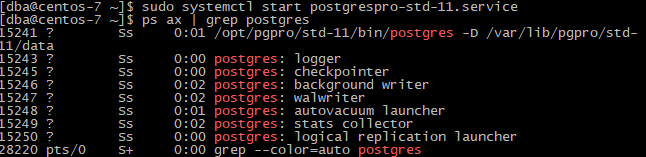 [dba@centos-7 ~]$ sudo systemctl start postgrespro-std-11.service
[dba@centos-7 ~]$ ps ax | grep postgres
15241 ?        Ss     0:01 /opt/pgpro/std-11/bin/postgres -D /var/lib/pgpro/std-
11/data
15243 ?        Ss     0:00 postgres: logger
15245 ?        Ss     0:00 postgres: checkpointer
15246 ?        Ss     0:02 postgres: background writer
15247 ?        Ss     0:02 postgres: walwriter
15248 ?        Ss     0:01 postgres: autovacuum launcher
15249 ?        Ss     0:02 postgres: stats collector
15250 ?        Ss     0:00 postgres: logical replication launcher
28220 pts/0    S+     0:00 grep --color=auto postgres